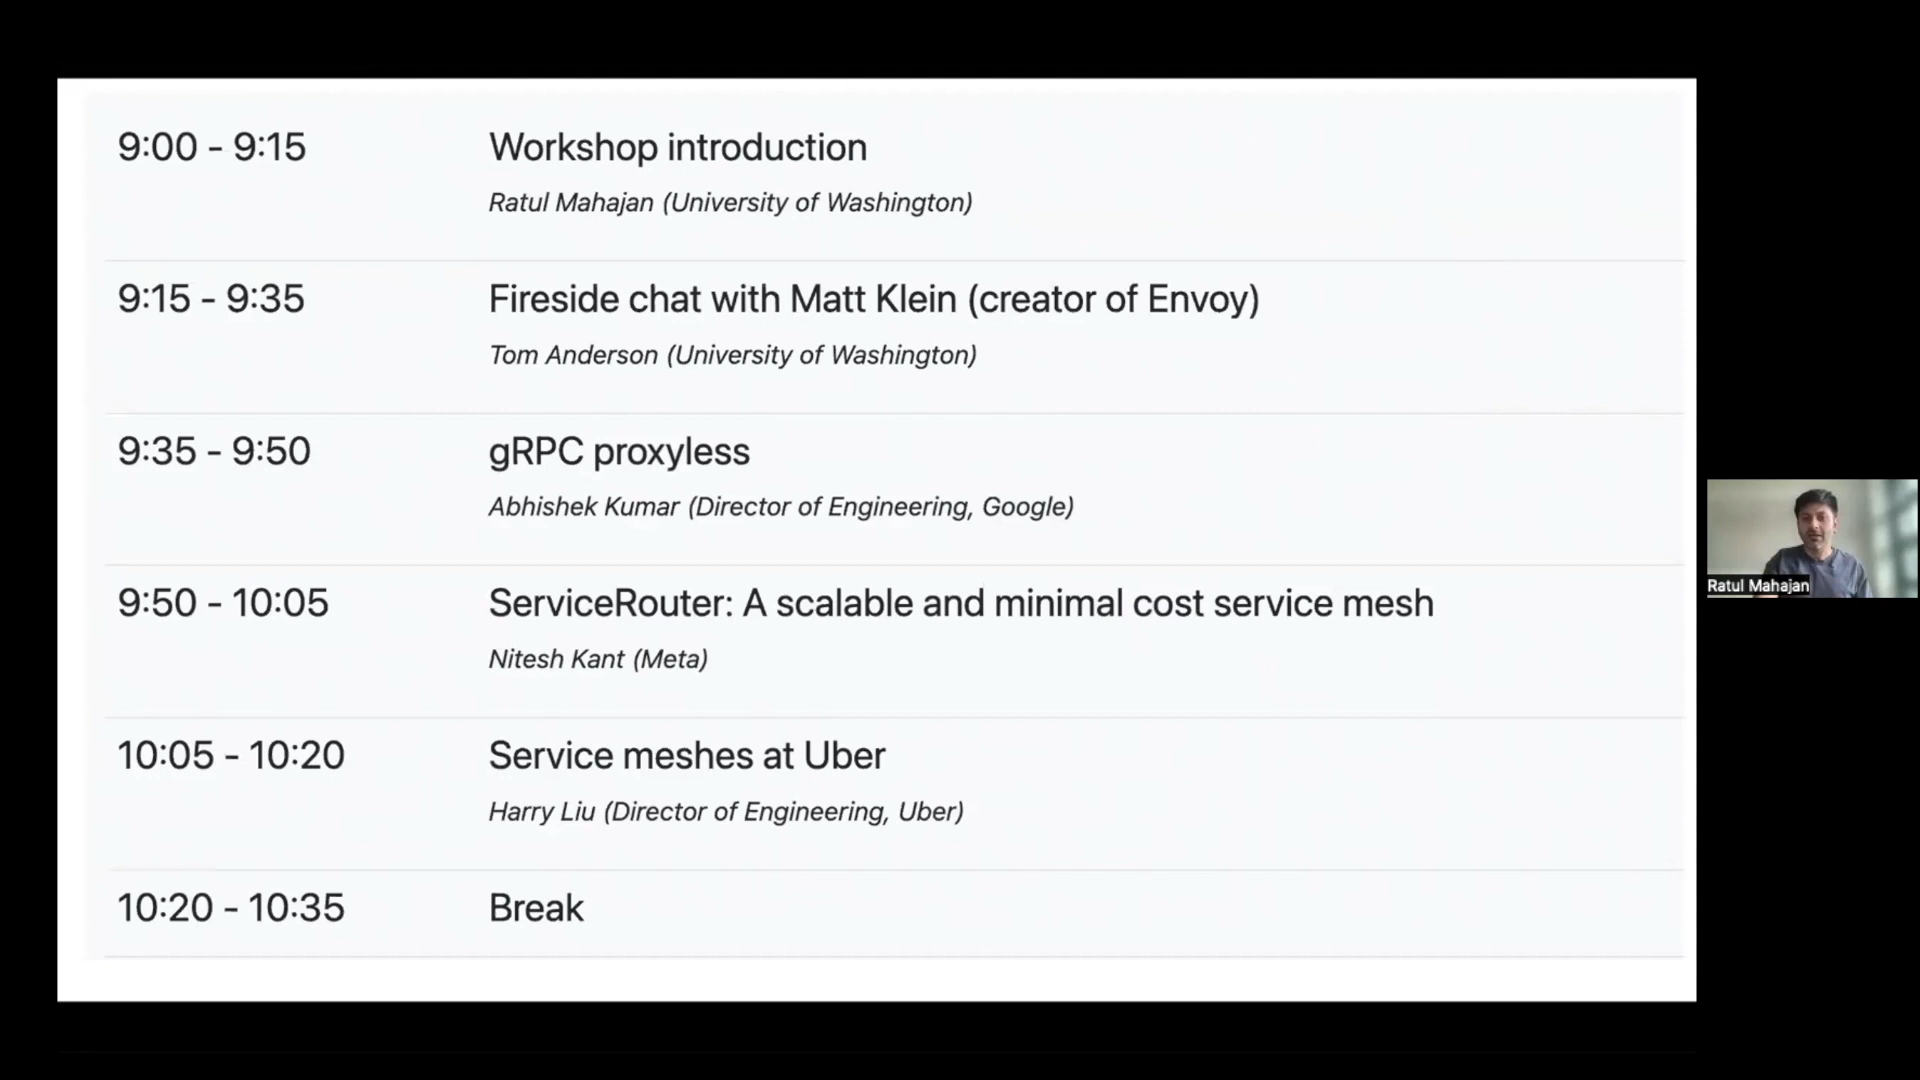 9:00 - 9:15
Workshop introduction
Ratul Mahajan (University of Washington)
9:15 - 9:35
Fireside chat with Matt Klein (creator of Envoy)
Tom Anderson (University of Washington)
9:35 - 9:50
gRPC proxyless
Abhishek Kumar (Director of Engineering, Google)
9:50 - 10:05
ServiceRouter: A scalable and minimal cost service mesh
Nitesh Kant (Meta)
10:05 - 10:20
Service meshes at Uber
Harry Liu (Director of Engineering, Uber)
10:20 - 10:35
Break
Ratul Mahajan